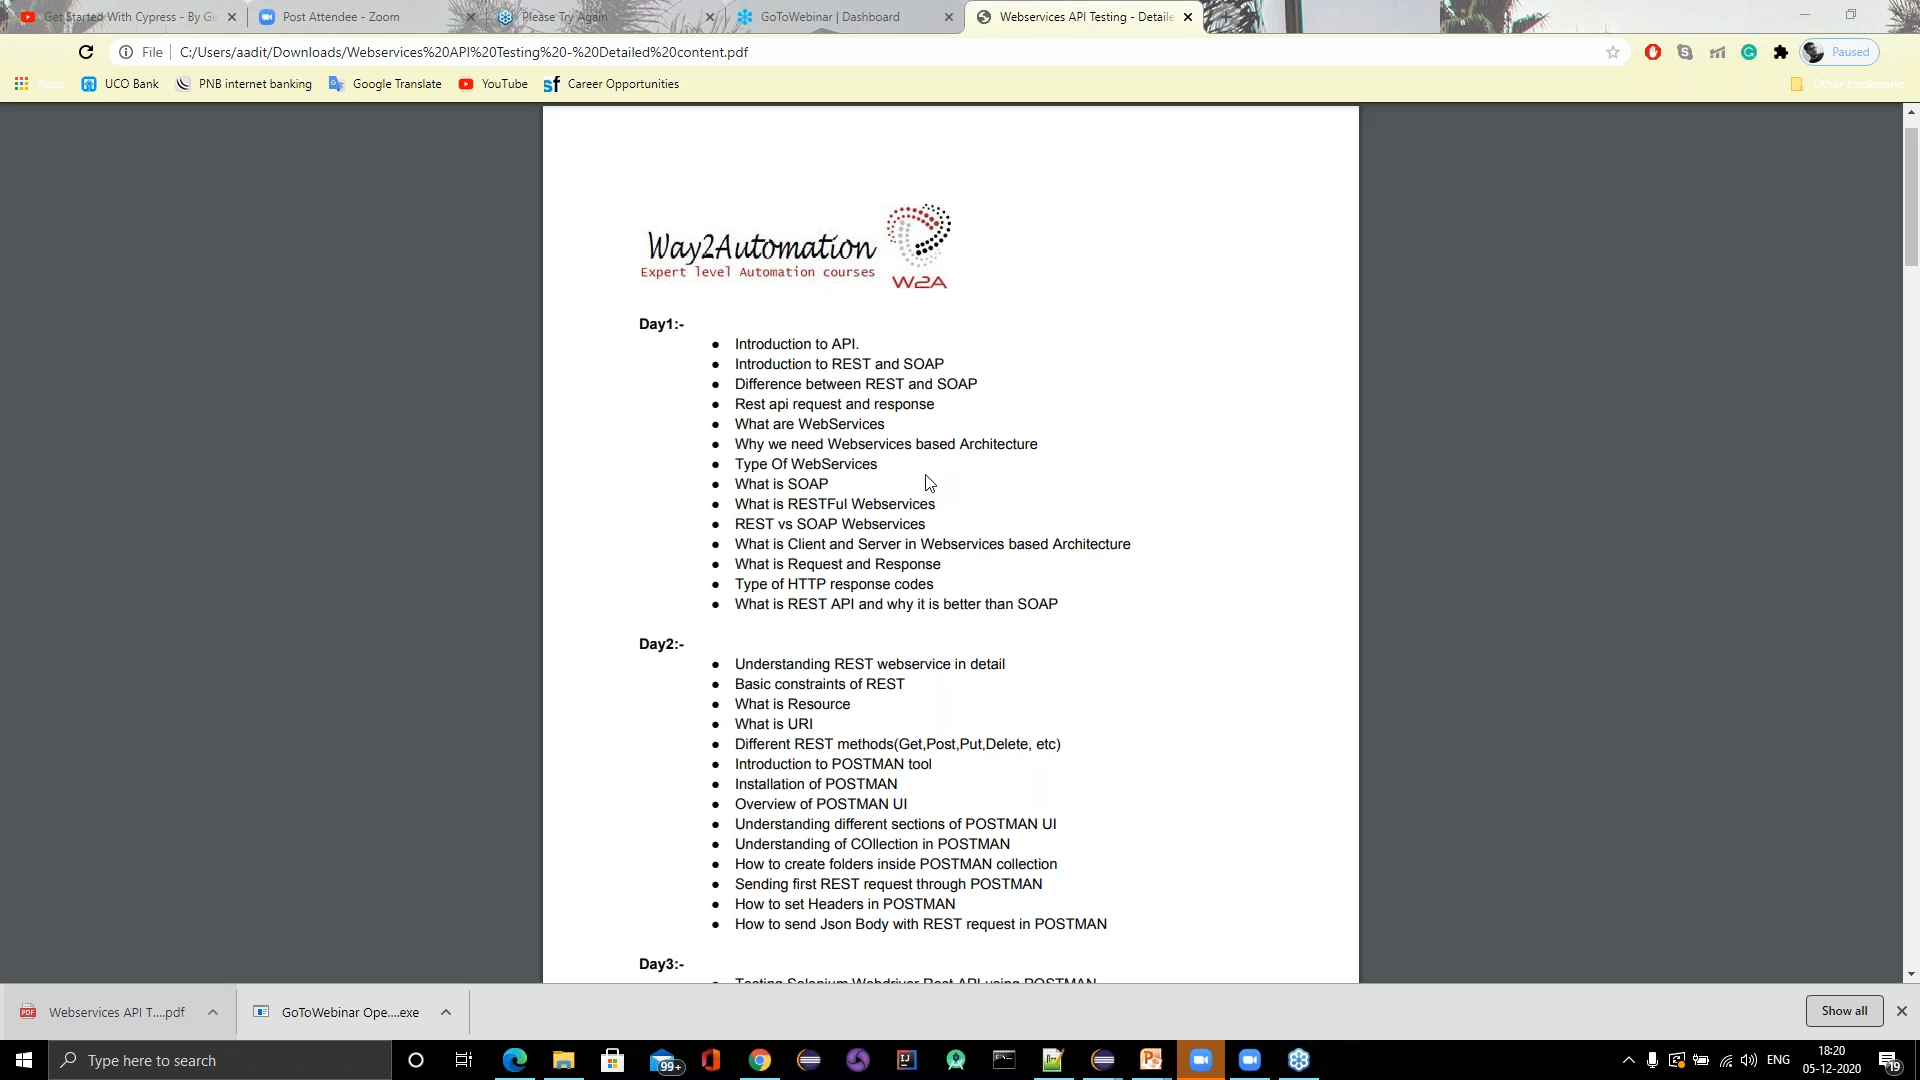 Get Started With Cypress - By Gi
Post Attendee - Zoom
Please Try Again
GoToWebinar | Dashboard
Webservices API Testing - Detaile
File
C:/Users/aadit/Downloads/Webservices%20API%20Testing%20-%20Detailed%20content.pdf
Paused
Apps
UCO Bank
PNB internet banking
Google Translate
YouTube
Career Opportunities
Other bookmarks
Way2Automation
Expert level Automation courses
W2A
Day1:-
● Introduction to API.
● Introduction to REST and SOAP
● Difference between REST and SOAP
● Rest api request and response
● What are WebServices
● Why we need Webservices based Architecture
● Type Of WebServices
● What is SOAP
● What is RESTFul Webservices
● REST vs SOAP Webservices
● What is Client and Server in Webservices based Architecture
● What is Request and Response
● Type of HTTP response codes
● What is REST API and why it is better than SOAP
Day2:-
● Understanding REST webservice in detail
● Basic constraints of REST
● What is Resource
● What is URI
● Different REST methods(Get,Post,Put,Delete, etc)
● Introduction to POSTMAN tool
● Installation of POSTMAN
● Overview of POSTMAN UI
● Understanding different sections of POSTMAN UI
● Understanding of COllection in POSTMAN
● How to create folders inside POSTMAN collection
● Sending first REST request through POSTMAN
● How to set Headers in POSTMAN
● How to send Json Body with REST request in POSTMAN
Day3:-
● Testing Selenium Webdriver Rest API using POSTMAN
Webservices API T....pdf
GoToWebinar Ope....exe
Show all
Type here to search
99+
ENG
18:20
05-12-2020
19